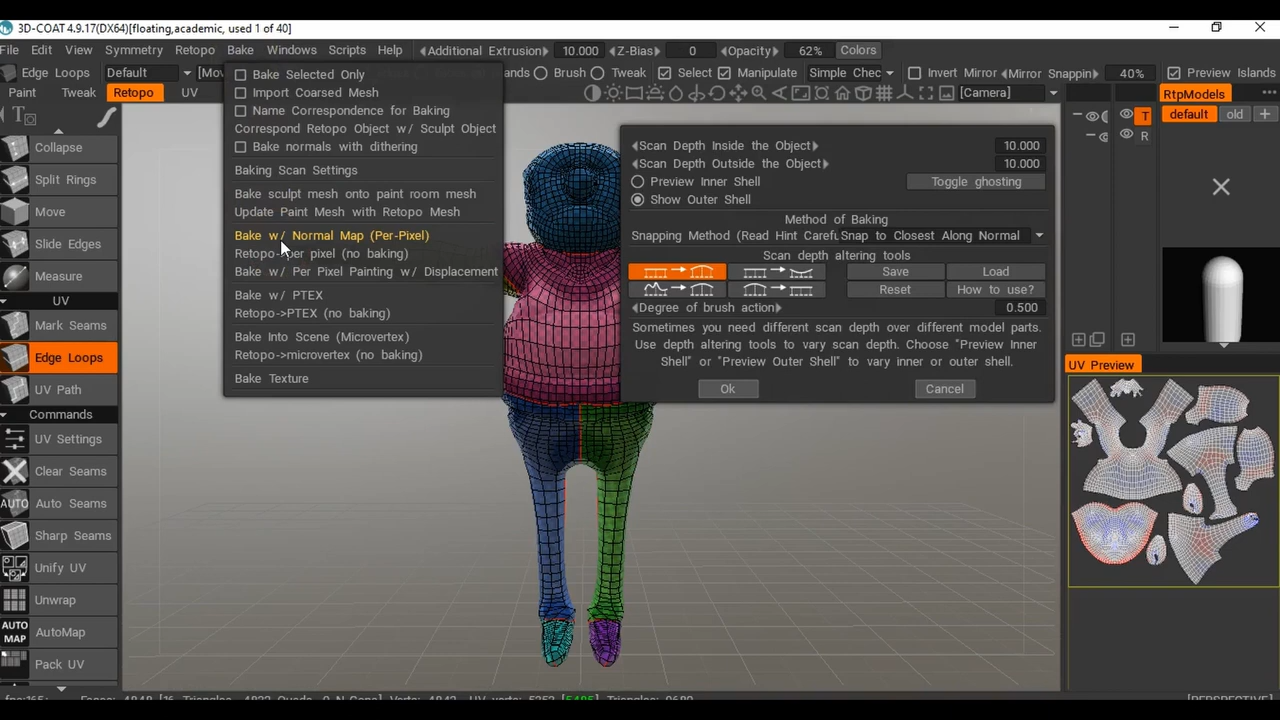 3D-COAT 4.9.17(DX64)[floating,academic, used 1 of 40]
File Edit View Symmetry Retopo Bake Windows Scripts Help Additional Extrusion 10.000 Z-Bias 0 Opacity 62% Colors
Edge Loops Default Brush Tweak Select Manipulate Simple Chec Invert Mirror Mirror Snappin 40% Preview Islands
Paint Tweak Retopo UV [Camera] RtpModels
default old
T
R
Collapse
Split Rings
Move
Slide Edges
Measure
UV
Mark Seams
Edge Loops
UV Path
Commands
UV Settings
Clear Seams
AUTO Auto Seams
Sharp Seams
Unify UV
Unwrap
AUTO MAP AutoMap
Pack UV
Bake Selected Only
Import Coarsed Mesh
Name Correspondence for Baking
Correspond Retopo Object w/ Sculpt Object
Bake normals with dithering
Baking Scan Settings
Bake sculpt mesh onto paint room mesh
Update Paint Mesh with Retopo Mesh
Bake w/ Normal Map (Per-Pixel)
Retopo->per pixel (no baking)
Bake w/ Per Pixel Painting w/ Displacement
Bake w/ PTEX
Retopo->PTEX (no baking)
Bake Into Scene (Microvertex)
Retopo->microvertex (no baking)
Bake Texture
Scan Depth Inside the Object 10.000
Scan Depth Outside the Object 10.000
Preview Inner Shell Toggle ghosting
Show Outer Shell
Method of Baking
Snapping Method (Read Hint Carefu Snap to Closest Along Normal
Scan depth altering tools
Save Load
Reset How to use?
Degree of brush action 0.500
Sometimes you need different scan depth over different model parts.
Use depth altering tools to vary scan depth. Choose "Preview Inner
Shell" or "Preview Outer Shell" to vary inner or outer shell.
Ok Cancel
UV Preview